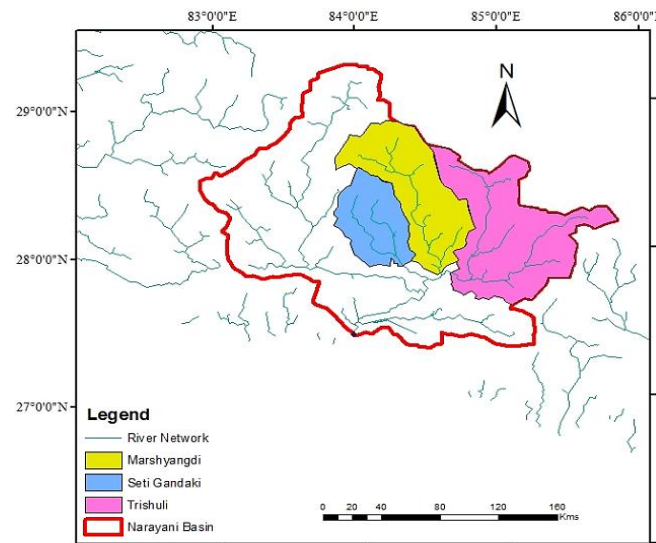 83°0'0"E 84°0'0"E 85°0'0"E 86°0'0"E
N
29°0'0"N
28°0'0"N
27°0'0"N
Legend
River Network
Marshyangdi
Seti Gandaki
Trishuli
Narayani Basin
0 20 40 80 120 160
Kms